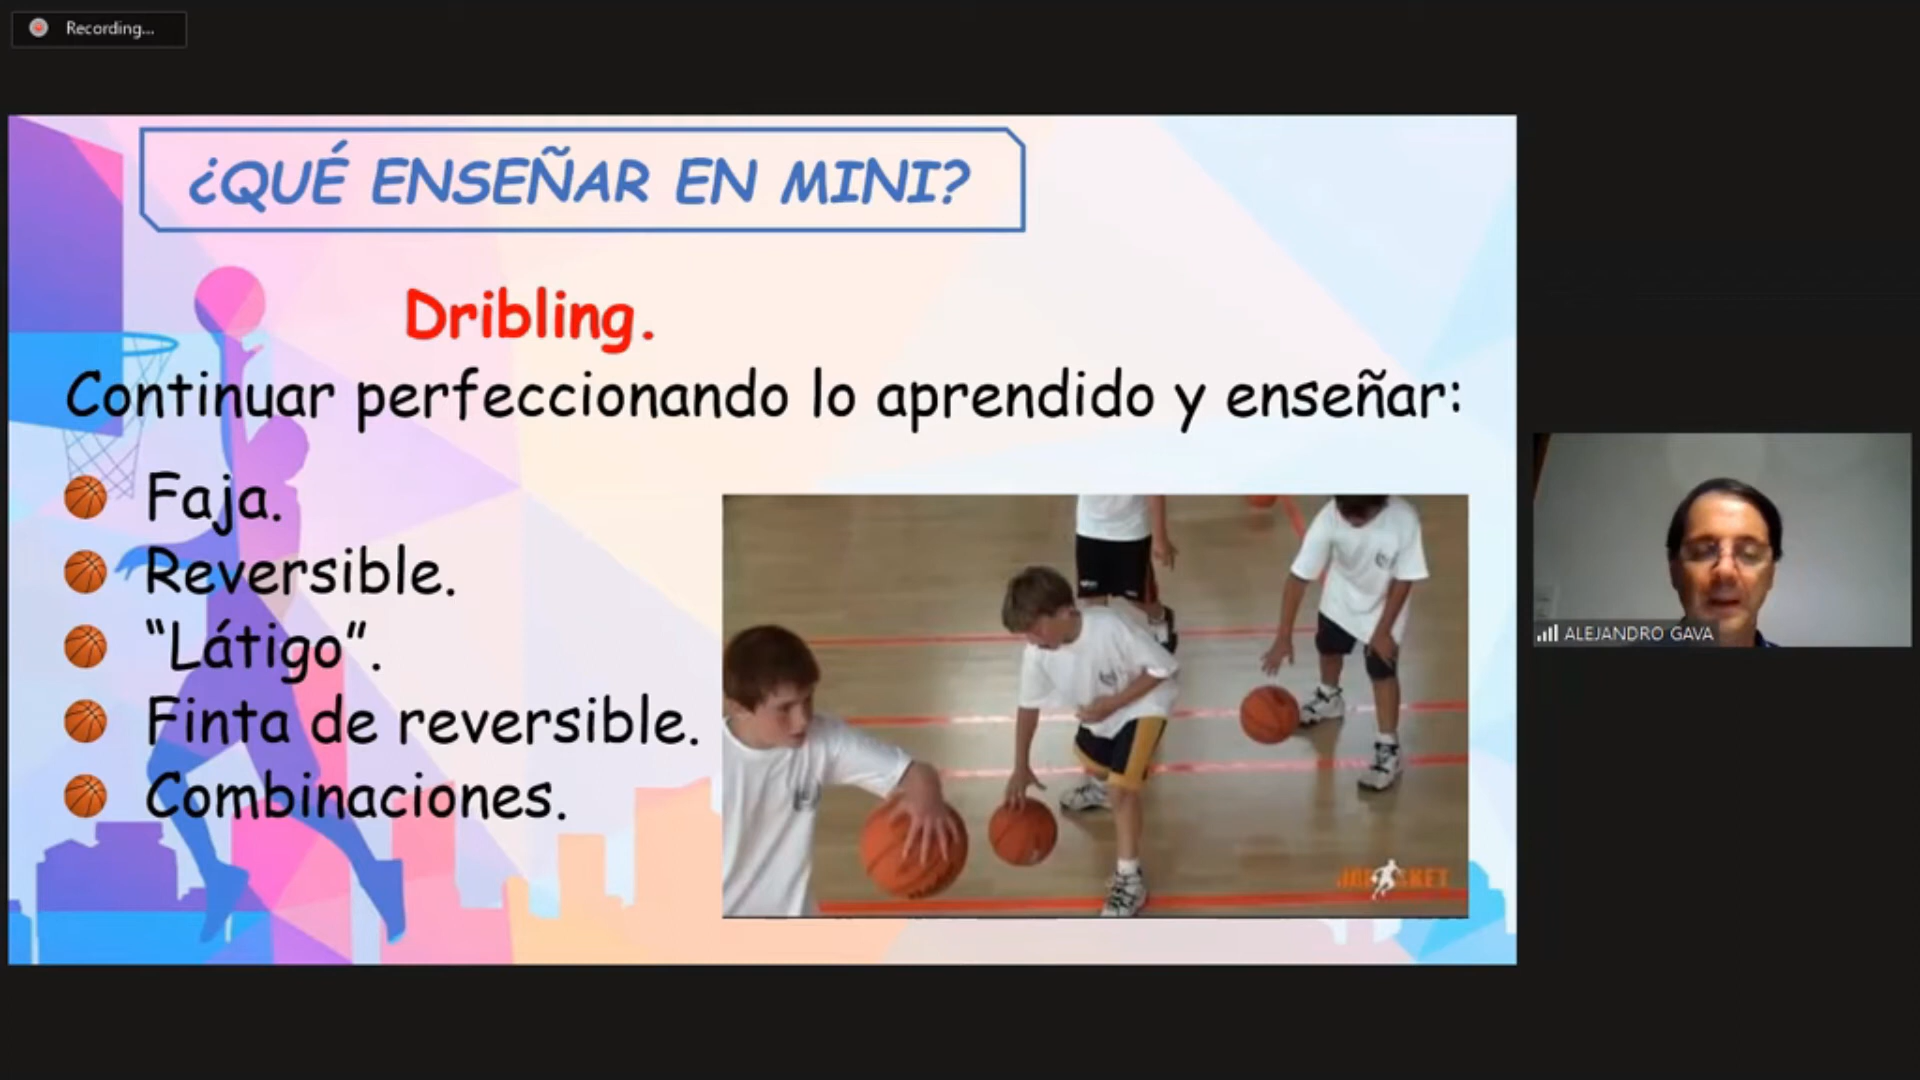 Recording...
¿QUÉ ENSEÑAR EN MINI?
Dribling.
Continuar perfeccionando lo aprendido y enseñar:
Faja.
Reversible.
“Látigo”.
Finta de reversible.
Combinaciones.
ALEJANDRO GAVA